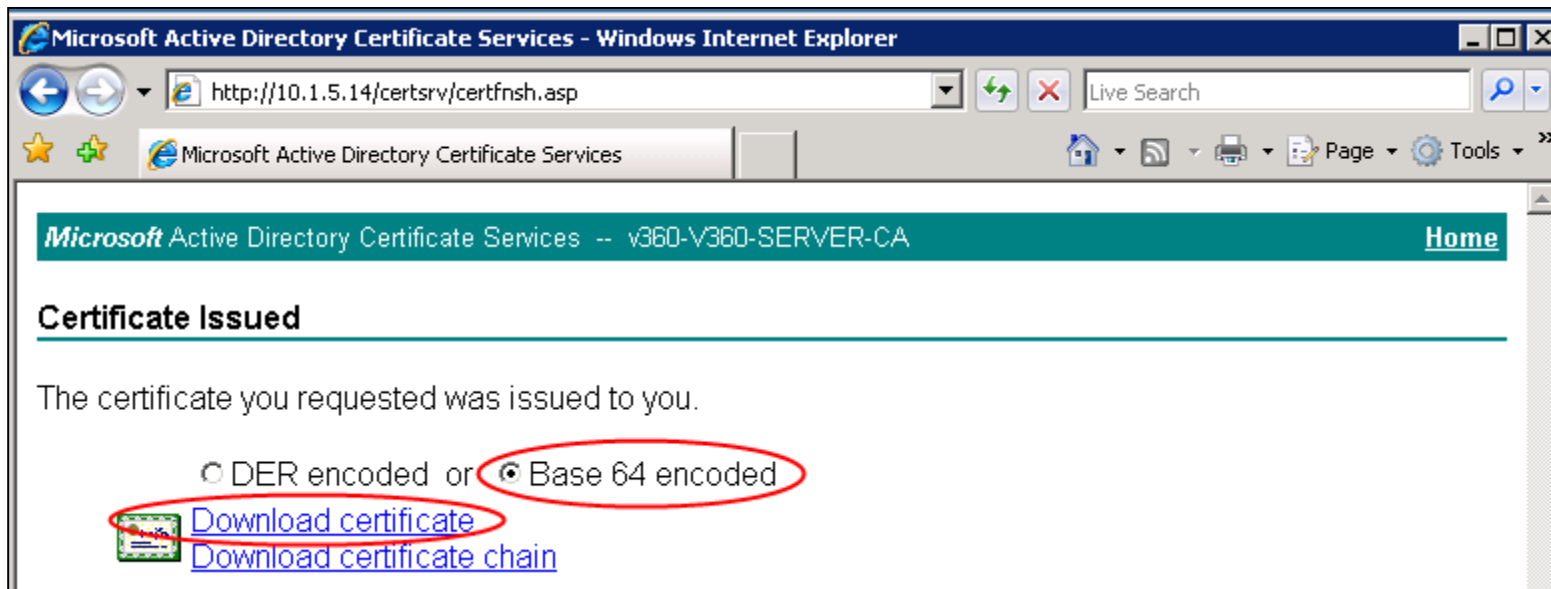 Microsoft Active Directory Certificate Services - Windows Internet Explorer
http://10.1.5.14/certsrv/certfnsh.asp
Live Search
Microsoft Active Directory Certificate Services
Page
Tools
Microsoft Active Directory Certificate Services -- v360-V360-SERVER-CA
Home
Certificate Issued
The certificate you requested was issued to you.
DER encoded or Base 64 encoded
Download certificate
Download certificate chain